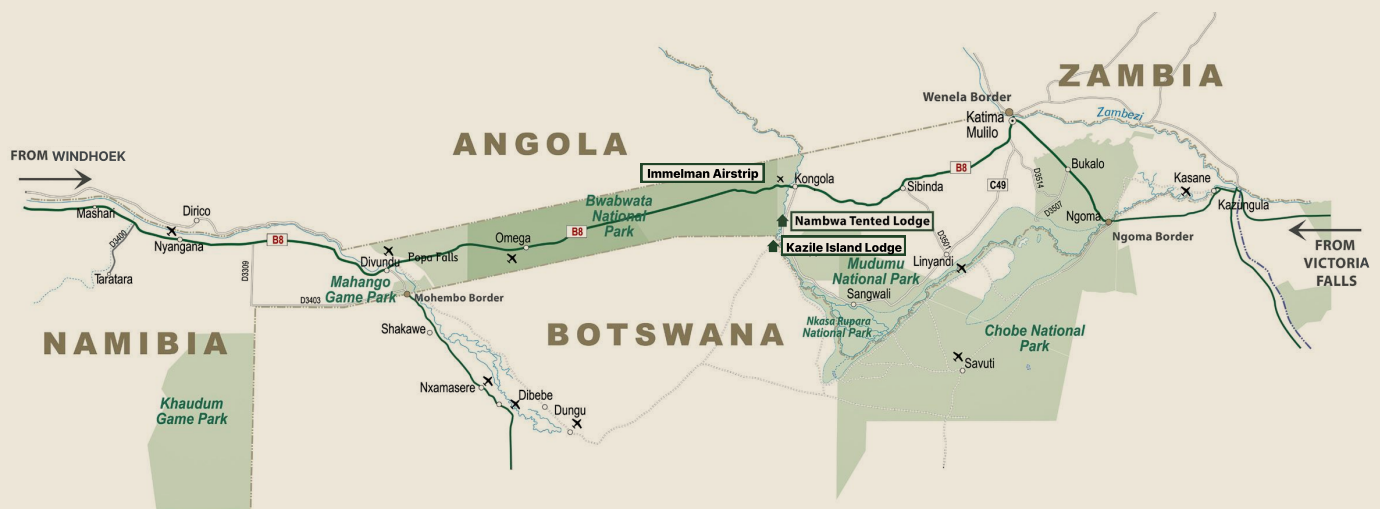 ZAMBIA
Wenela Border
Katima
Mulilo
Zambezi
ANGOLA
FROM WINDHOEK
Immelman Airstrip
Kongola
Sibinda
B8
C49
D3514
Bukalo
Kasane
Kazungula
D3507
Ngoma
Ngoma Border
FROM
VICTORIA
FALLS
Bwabwata
National
Park
Nambwa Tented Lodge
Kazile Island Lodge
Mashari
Dirico
D3400
Nyangana
B8
Omega
B8
Divundu
Popa Falls
D3501
Linyandi
Mudumu
National Park
Sangwali
Taratara
D3309
D3403
Mahango
Game Park
Mohembo Border
Nkasa Rupara
National Park
Chobe National
Park
NAMIBIA
BOTSWANA
Shakawe
Savuti
Nxamasere
Dibebe
Dungu
Khaudum
Game Park